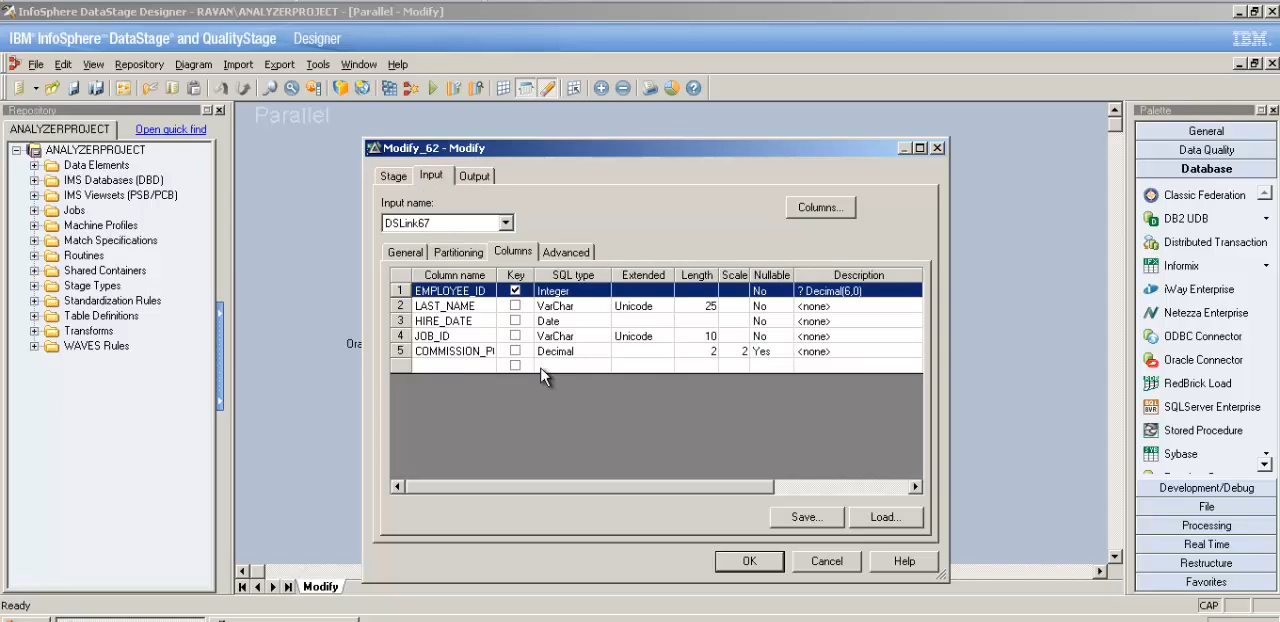 InfoSphere DataStage Designer - RAVAN\ANALYZERPROJECT - [Parallel - Modify]
IBM® InfoSphere™ DataStage® and QualityStage Designer
IBM
File Edit View Repository Diagram Import Export Tools Window Help
Repository
ANALYZERPROJECT Open quick find
ANALYZERPROJECT
Data Elements
IMS Databases (DBD)
IMS Viewsets (PSB/PCB)
Jobs
Machine Profiles
Match Specifications
Routines
Shared Containers
Stage Types
Standardization Rules
Table Definitions
Transforms
WAVES Rules
Parallel
Ora
Modify_62 - Modify
Stage Input Output
Input name:
DSLink67
Columns...
General Partitioning Columns Advanced
Column name Key SQL type Extended Length Scale Nullable Description
1 EMPLOYEE_ID Integer No ? Decimal(6,0)
2 LAST_NAME VarChar Unicode 25 No <none>
3 HIRE_DATE Date No <none>
4 JOB_ID VarChar Unicode 10 No <none>
5 COMMISSION_P Decimal 2 2 Yes <none>
Save... Load...
OK Cancel Help
Modify
Palette
General
Data Quality
Database
Classic Federation
DB2 UDB
Distributed Transaction
Informix
iWay Enterprise
Netezza Enterprise
ODBC Connector
Oracle Connector
RedBrick Load
SQLServer Enterprise
Stored Procedure
Sybase
Development/Debug
File
Processing
Real Time
Restructure
Favorites
Ready
CAP